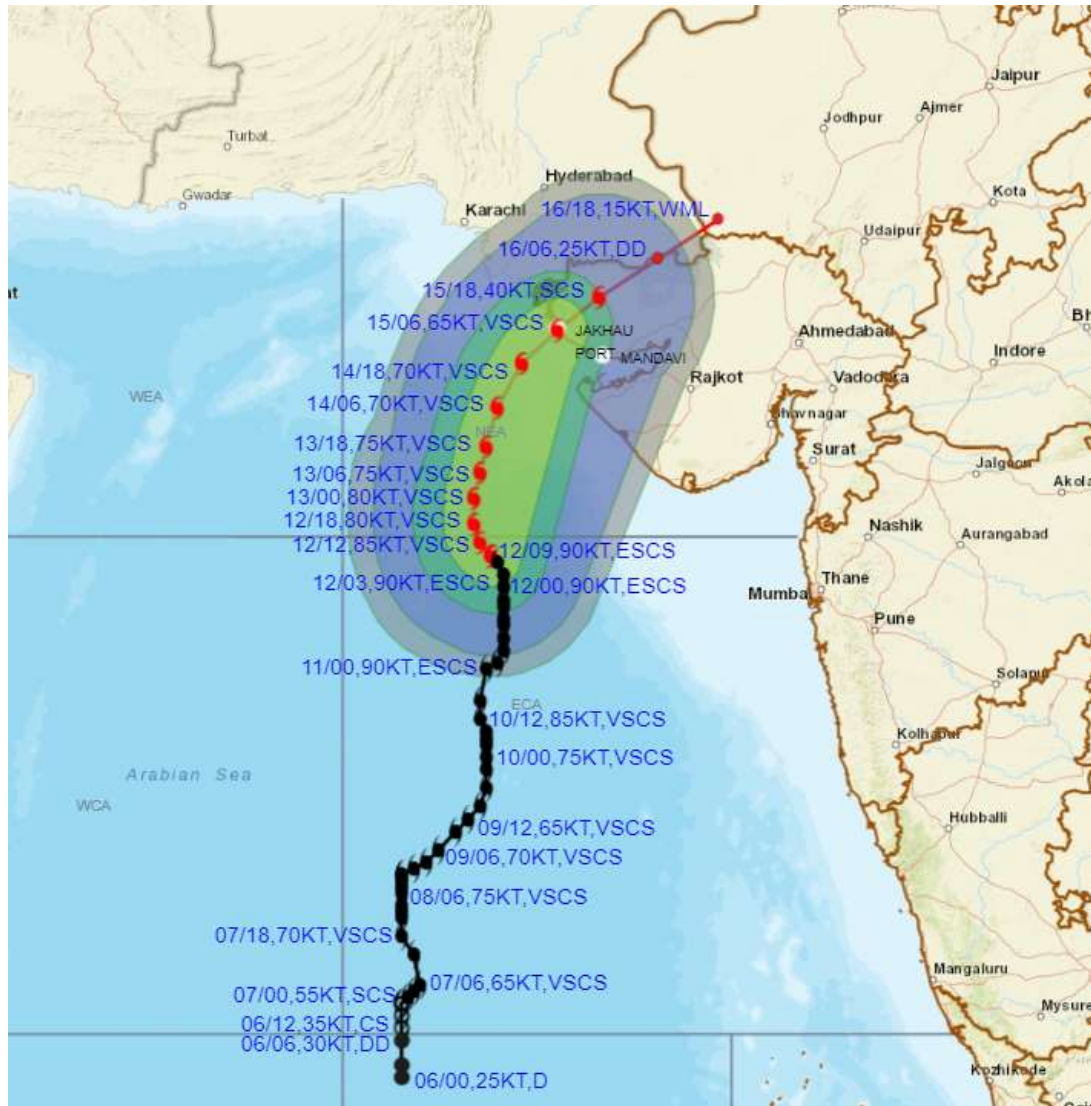 Jaipur
Ajmer
Jodhpur
Turbat
Gwadar
Hyderabad
Kota
16/18,15KT,WML
Karachi
Udaipur
16/06,25KT,DD
nt
15/18,40KT,SCS
15/06,65KT,VSCS
JAKHAU
PORT
MANDAVI
Ahmedabad
Bh
Indore
14/18,70KT,VSCS
Rajkot
Vadodara
WEA
14/06,70KT,VSCS
Bhavnagar
NEA
13/18,75KT,VSCS
Surat
Jalgaon
13/06,75KT,VSCS
Akola
13/00,80KT,VSCS
12/18,80KT,VSCS
Nashik
Aurangabad
12/12,85KT,VSCS
12/09,90KT,ESCS
12/03,90KT,ESCS
12/00,90KT,ESCS
Thane
Mumbai
Pune
11/00,90KT,ESCS
Solapur
ECA
10/12,85KT,VSCS
Kolhapur
10/00,75KT,VSCS
Arabian Sea
WCA
Hubballi
09/12,65KT,VSCS
09/06,70KT,VSCS
08/06,75KT,VSCS
07/18,70KT,VSCS
Mangaluru
07/06,65KT,VSCS
07/00,55KT,SCS
Mysuru
06/12,35KT,CS
06/06,30KT,DD
Kozhikode
06/00,25KT,D